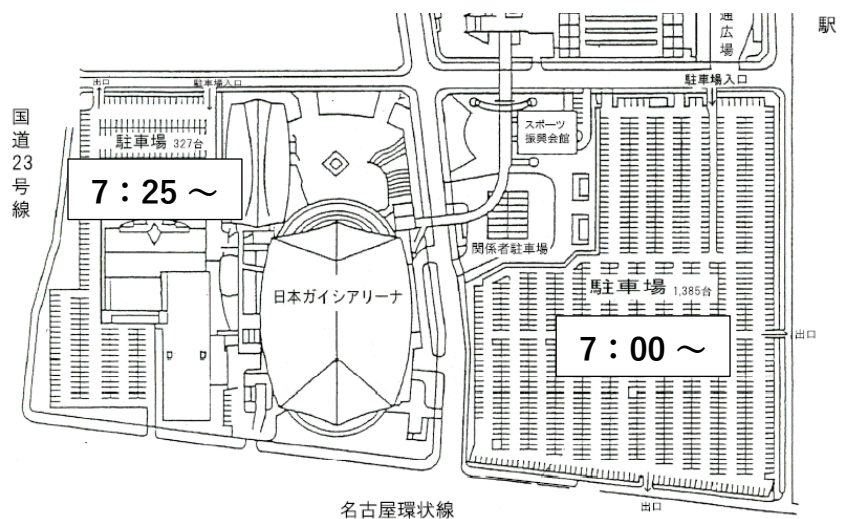 通広場
駅
出口
駐車場入口
駐車場入口
国道23号線
駐車場 327台
7：25 ～
スポーツ
振興会館
関係者駐車場
日本ガイシアリーナ
駐車場 1,385台
7：00 ～
出口
名古屋環状線
出口